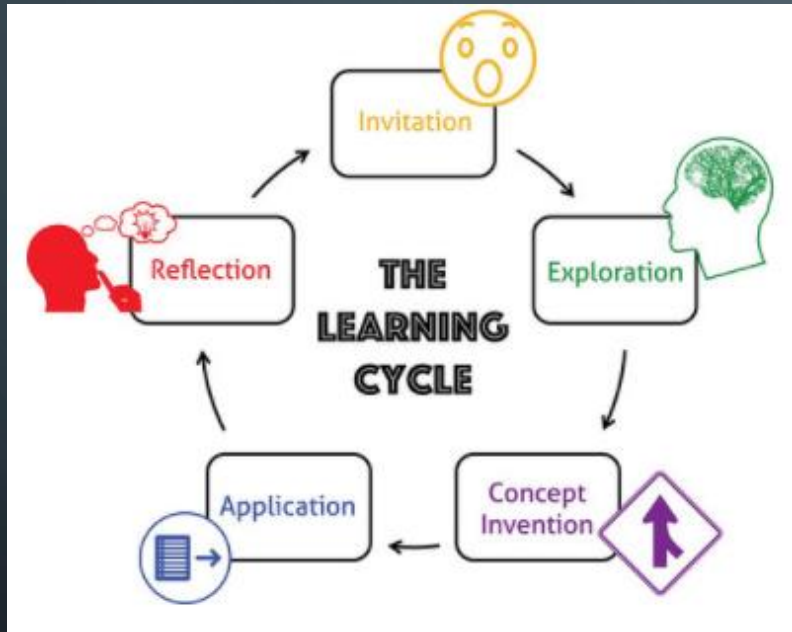 Invitation
Exploration
Concept
Invention
Application
Reflection
THE
LEARNING
CYCLE